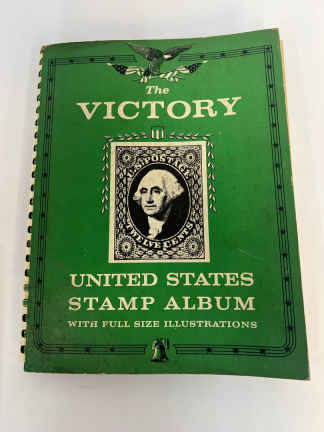 The
VICTORY
U.S. POSTAGE
TWELVE CENTS
UNITED STATES
STAMP ALBUM
WITH FULL SIZE ILLUSTRATIONS